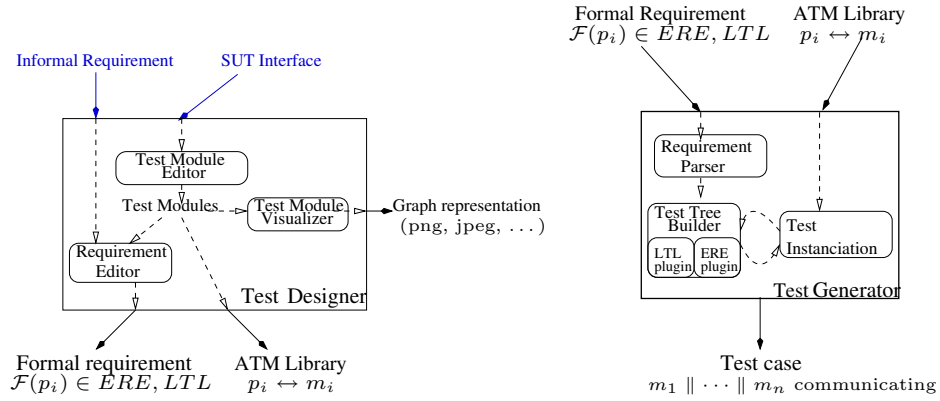 Informal Requirement
SUT Interface
Test Module
Editor
Test Modules
Test Module
Visualizer
Graph representation
(png, jpeg, . . . )
Requirement
Editor
Test Designer
Formal requirement
F(pᵢ) ∈ ERE, LTL
ATM Library
pᵢ ↔ mᵢ
Formal Requirement
F(pᵢ) ∈ ERE, LTL
ATM Library
pᵢ ↔ mᵢ
Requirement
Parser
Test Tree
Builder
LTL
plugin
ERE
plugin
Test
Instanciation
Test Generator
Test case
m₁ ∥ · · · ∥ mₙ communicating